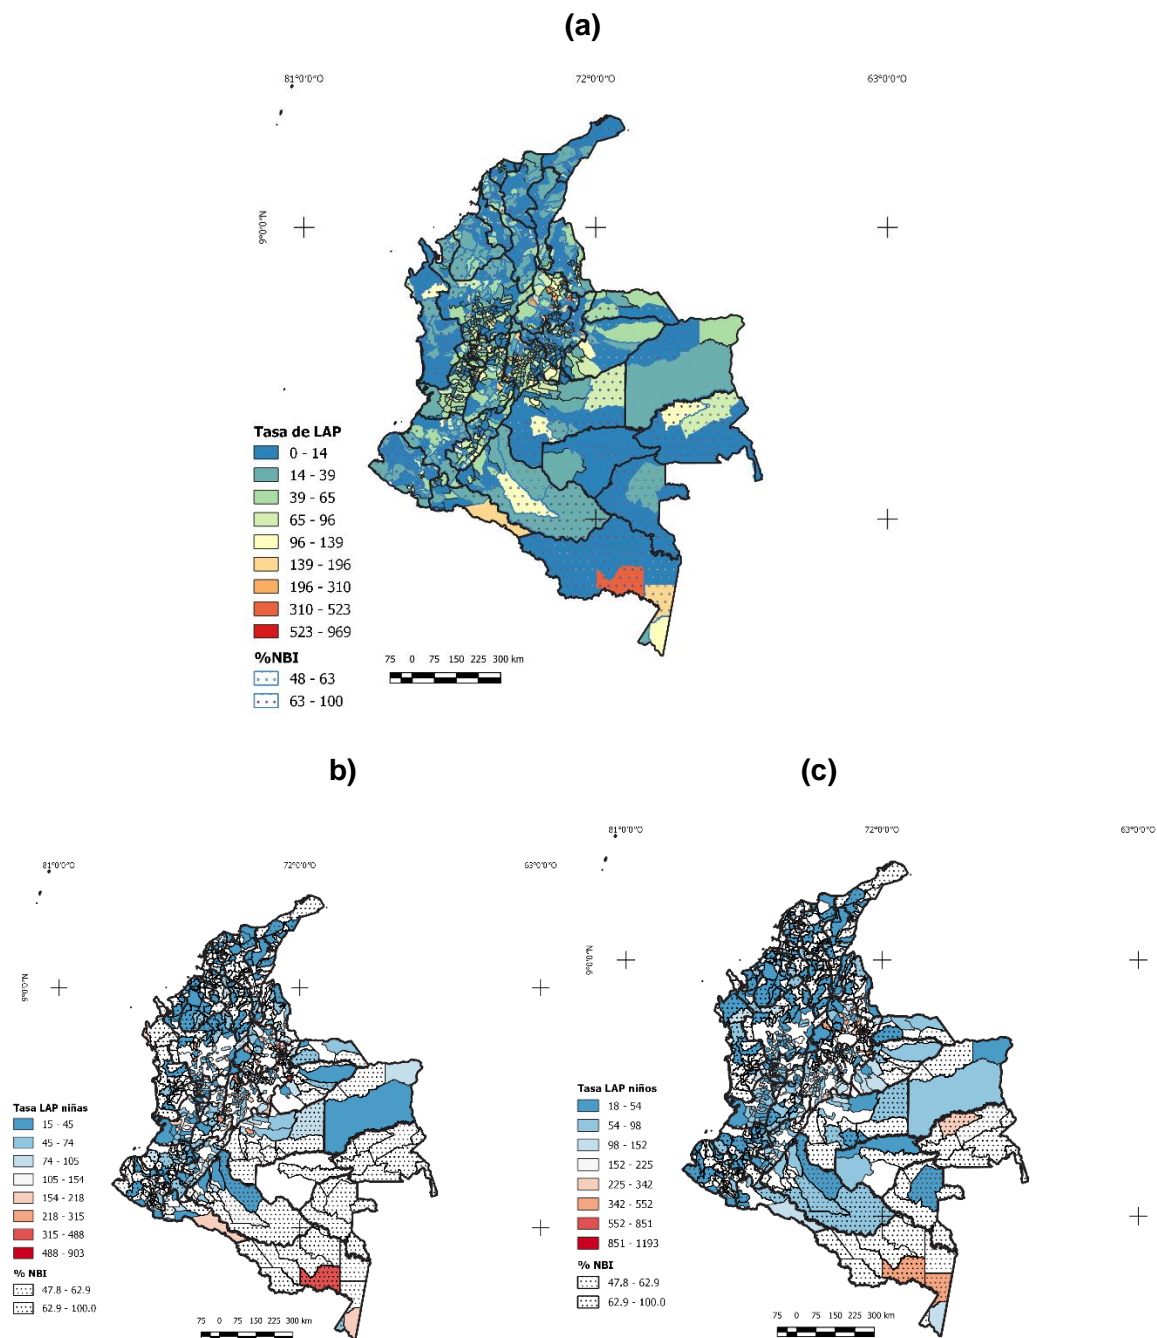 (a)
81°0'0"O 72°0'0"O 63°0'0"O
9°0'0"N
Tasa de LAP
0 - 14
14 - 39
39 - 65
65 - 96
96 - 139
139 - 196
196 - 310
310 - 523
523 - 969
%NBI
48 - 63
63 - 100
75 0 75 150 225 300 km
b)
81°0'0"O 72°0'0"O 63°0'0"O
9°0'0"N
Tasa LAP niñas
15 - 45
45 - 74
74 - 105
105 - 154
154 - 218
218 - 315
315 - 488
488 - 903
% NBI
47.8 - 62.9
62.9 - 100.0
75 0 75 150 225 300 km
(c)
81°0'0"O 72°0'0"O 63°0'0"O
9°0'0"N
Tasa LAP niños
18 - 54
54 - 98
98 - 152
152 - 225
225 - 342
342 - 552
552 - 851
851 - 1193
% NBI
47.8 - 62.9
62.9 - 100.0
75 0 75 150 225 300 km